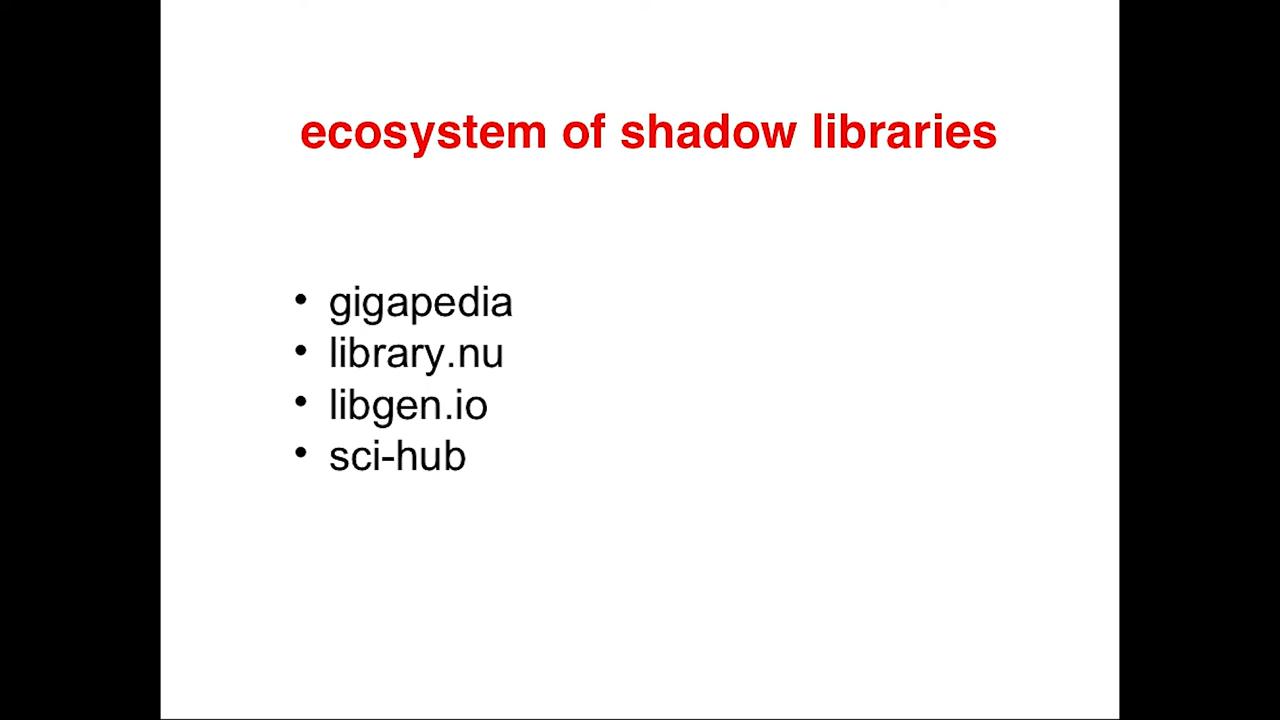 ecosystem of shadow libraries
• gigapedia
• library.nu
• libgen.io
• sci-hub